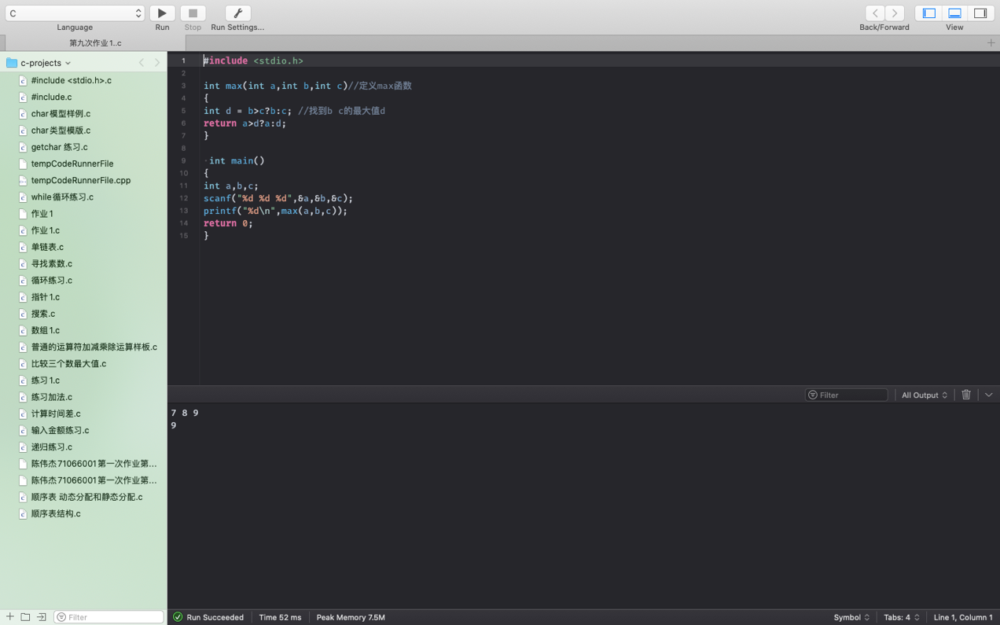 C
Language
Run
Stop
Run Settings...
Back/Forward
View
第九次作业1..c
c-projects
#include <stdio.h>.c
#include.c
char模型样例.c
char类型模版.c
getchar 练习.c
tempCodeRunnerFile
tempCodeRunnerFile.cpp
while循环练习.c
作业1
作业1.c
单链表.c
寻找素数.c
循环练习.c
指针1.c
搜索.c
数组1.c
普通的运算符加减乘除运算样板.c
比较三个数最大值.c
练习1.c
练习加法.c
计算时间差.c
输入金额练习.c
递归练习.c
陈伟杰71066001第一次作业第...
陈伟杰71066001第一次作业第...
顺序表 动态分配和静态分配.c
顺序表结构.c
Filter
1 #include <stdio.h>
2
3 int max(int a,int b,int c)//定义max函数
4 {
5 int d = b>c?b:c; //找到b c的最大值d
6 return a>d?a:d;
7 }
8
9 int main()
10 {
11 int a,b,c;
12 scanf("%d %d %d",&a,&b,&c);
13 printf("%d\n",max(a,b,c));
14 return 0;
15 }
Filter
All Output
7 8 9
9
Run Succeeded
Time 52 ms
Peak Memory 7.5M
Symbol
Tabs: 4
Line 1, Column 1